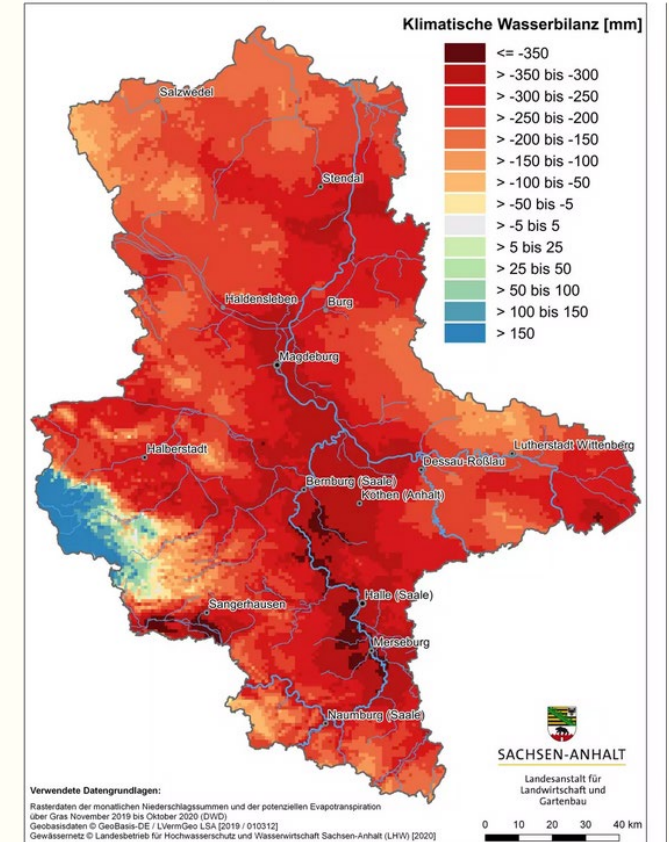 Klimatische Wasserbilanz [mm]
<= -350
> -350 bis -300
> -300 bis -250
> -250 bis -200
> -200 bis -150
> -150 bis -100
> -100 bis -50
> -50 bis -5
> -5 bis 5
> 5 bis 25
> 25 bis 50
> 50 bis 100
> 100 bis 150
> 150
Salzwedel
Stendal
Haldensleben
Burg
Magdeburg
Halberstadt
Lutherstadt Wittenberg
Dessau-Roßlau
Bernburg (Saale)
Köthen (Anhalt)
Halle (Saale)
Sangerhausen
Merseburg
Naumburg (Saale)
SACHSEN-ANHALT
Landesanstalt für
Landwirtschaft und
Gartenbau
Verwendete Datengrundlagen:
Rasterdaten der monatlichen Niederschlagssummen und der potenziellen Evapotranspiration
über Gras November 2019 bis Oktober 2020 (DWD)
Geobasisdaten © GeoBasis-DE / LVermGeo LSA [2019 / 010312]
Gewässernetz © Landesbetrieb für Hochwasserschutz und Wasserwirtschaft Sachsen-Anhalt (LHW) [2020]
0 10 20 30 40 km